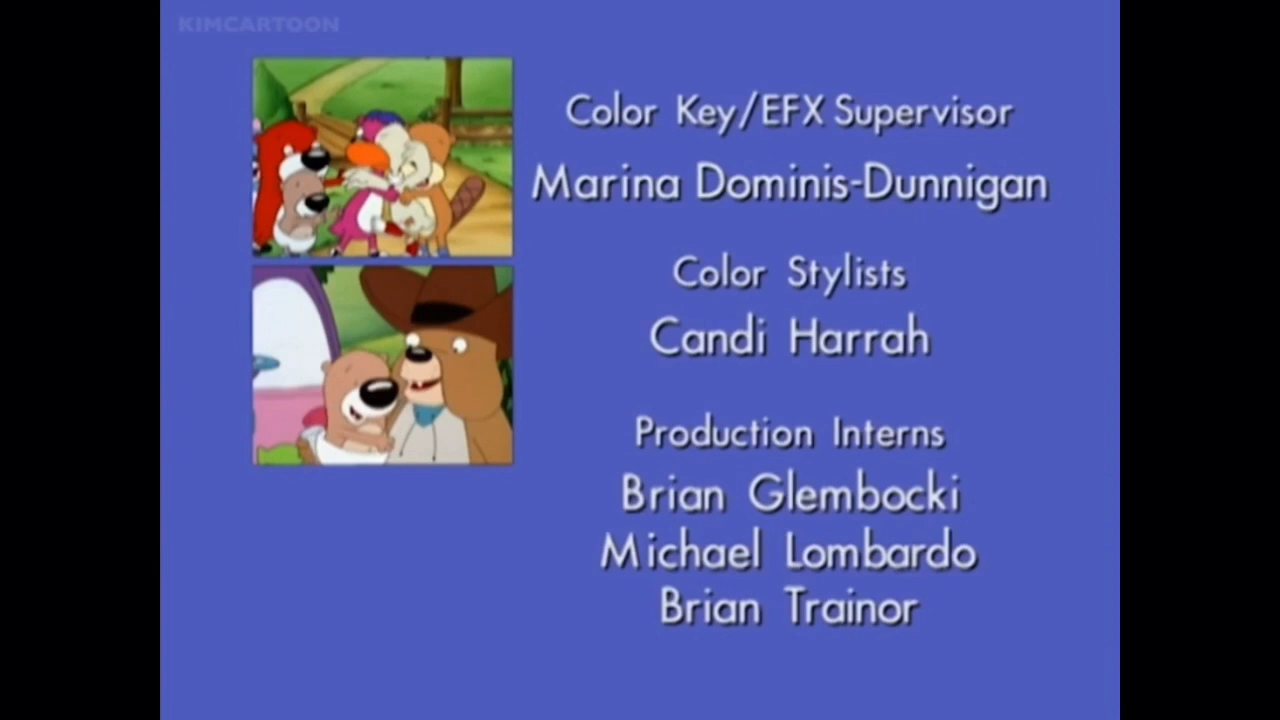 KIMCARTOON
Color Key/EFX Supervisor
Marina Dominis-Dunnigan
Color Stylists
Candi Harrah
Production Interns
Brian Glembocki
Michael Lombardo
Brian Trainor